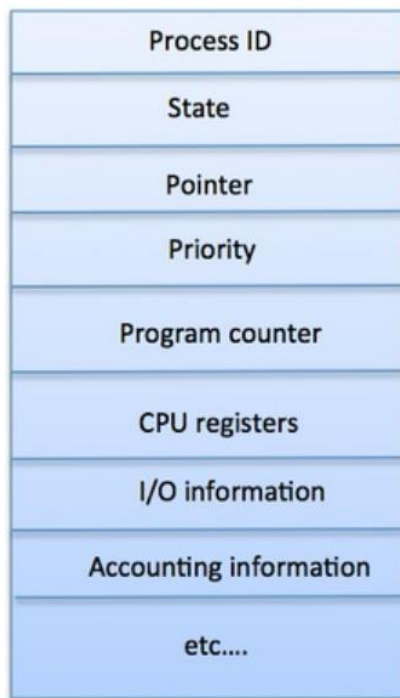 Process ID
State
Pointer
Priority
Program counter
CPU registers
I/O information
Accounting information
etc....